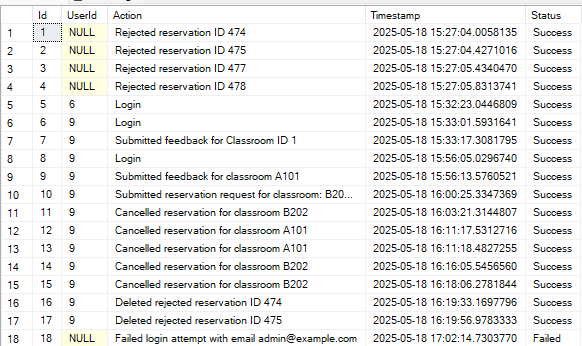 Id UserId Action Timestamp Status
1 1 NULL Rejected reservation ID 474 2025-05-18 15:27:04.0058135 Success
2 2 NULL Rejected reservation ID 475 2025-05-18 15:27:04.4271016 Success
3 3 NULL Rejected reservation ID 477 2025-05-18 15:27:05.4340470 Success
4 4 NULL Rejected reservation ID 478 2025-05-18 15:27:05.8313741 Success
5 5 6 Login 2025-05-18 15:32:23.0446809 Success
6 6 9 Login 2025-05-18 15:33:01.5931641 Success
7 7 9 Submitted feedback for Classroom ID 1 2025-05-18 15:33:17.3081795 Success
8 8 9 Login 2025-05-18 15:56:05.0296740 Success
9 9 9 Submitted feedback for classroom A101 2025-05-18 15:56:13.5760521 Success
10 10 9 Submitted reservation request for classroom: B20... 2025-05-18 16:00:25.3347369 Success
11 11 9 Cancelled reservation for classroom B202 2025-05-18 16:03:21.3144807 Success
12 12 9 Cancelled reservation for classroom A101 2025-05-18 16:11:17.5312716 Success
13 13 9 Cancelled reservation for classroom A101 2025-05-18 16:11:18.4827255 Success
14 14 9 Cancelled reservation for classroom B202 2025-05-18 16:16:05.5456560 Success
15 15 9 Cancelled reservation for classroom B202 2025-05-18 16:18:06.2781844 Success
16 16 9 Deleted rejected reservation ID 474 2025-05-18 16:19:33.1697796 Success
17 17 9 Deleted rejected reservation ID 475 2025-05-18 16:19:56.9783333 Success
18 18 NULL Failed login attempt with email admin@example.com 2025-05-18 17:02:14.7303770 Failed